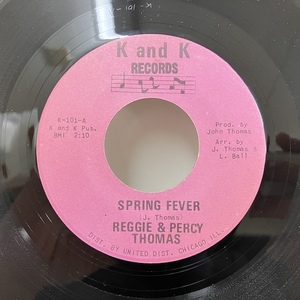 K and K
RECORDS
K-101-A
K and K Pub.
BMI 2:10
Prod. by
John Thomas
Arr. by
J. Thomas &
L. Ball
SPRING FEVER
(J. Thomas)
REGGIE & PERCY
THOMAS
DIST. BY UNITED DIST. CHICAGO ILL.